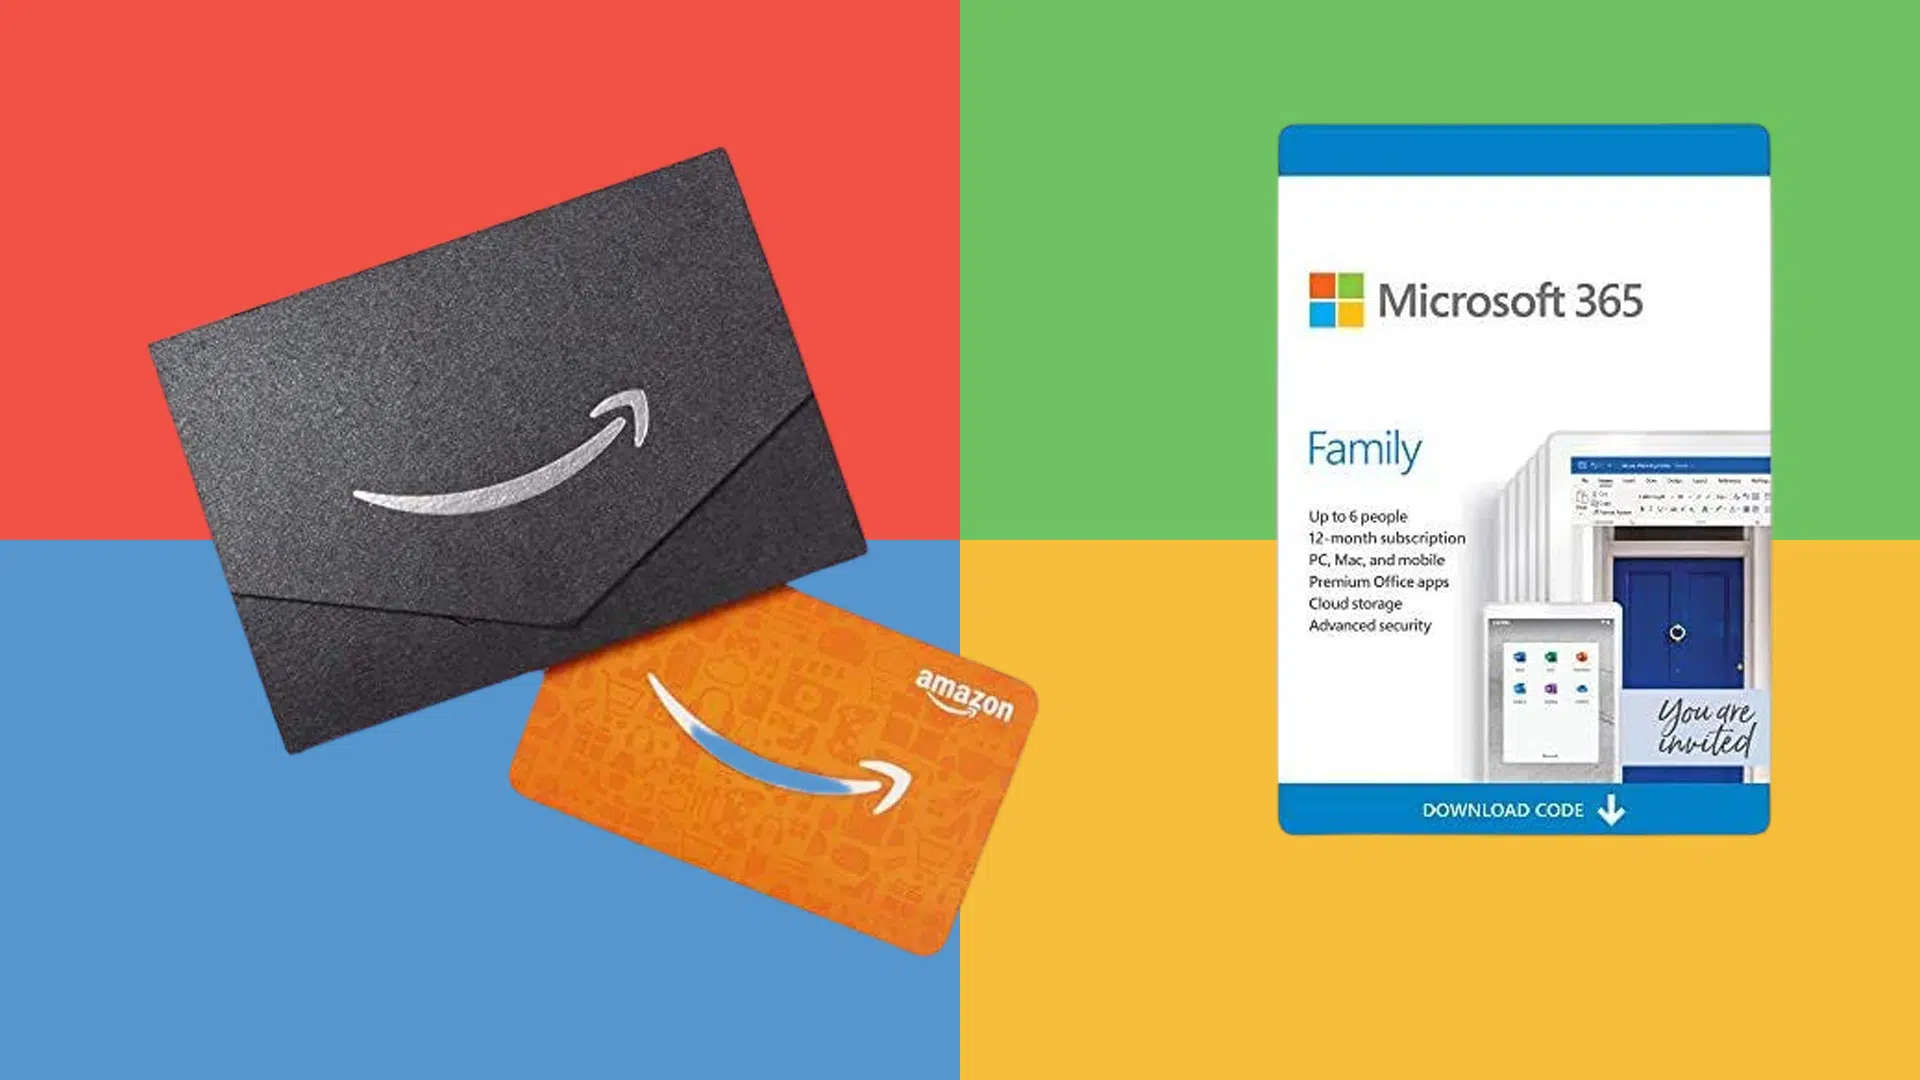 amazon
Microsoft 365
Family
Up to 6 people
12-month subscription
PC, Mac, and mobile
Premium Office apps
Cloud storage
Advanced security
You are
invited
DOWNLOAD CODE